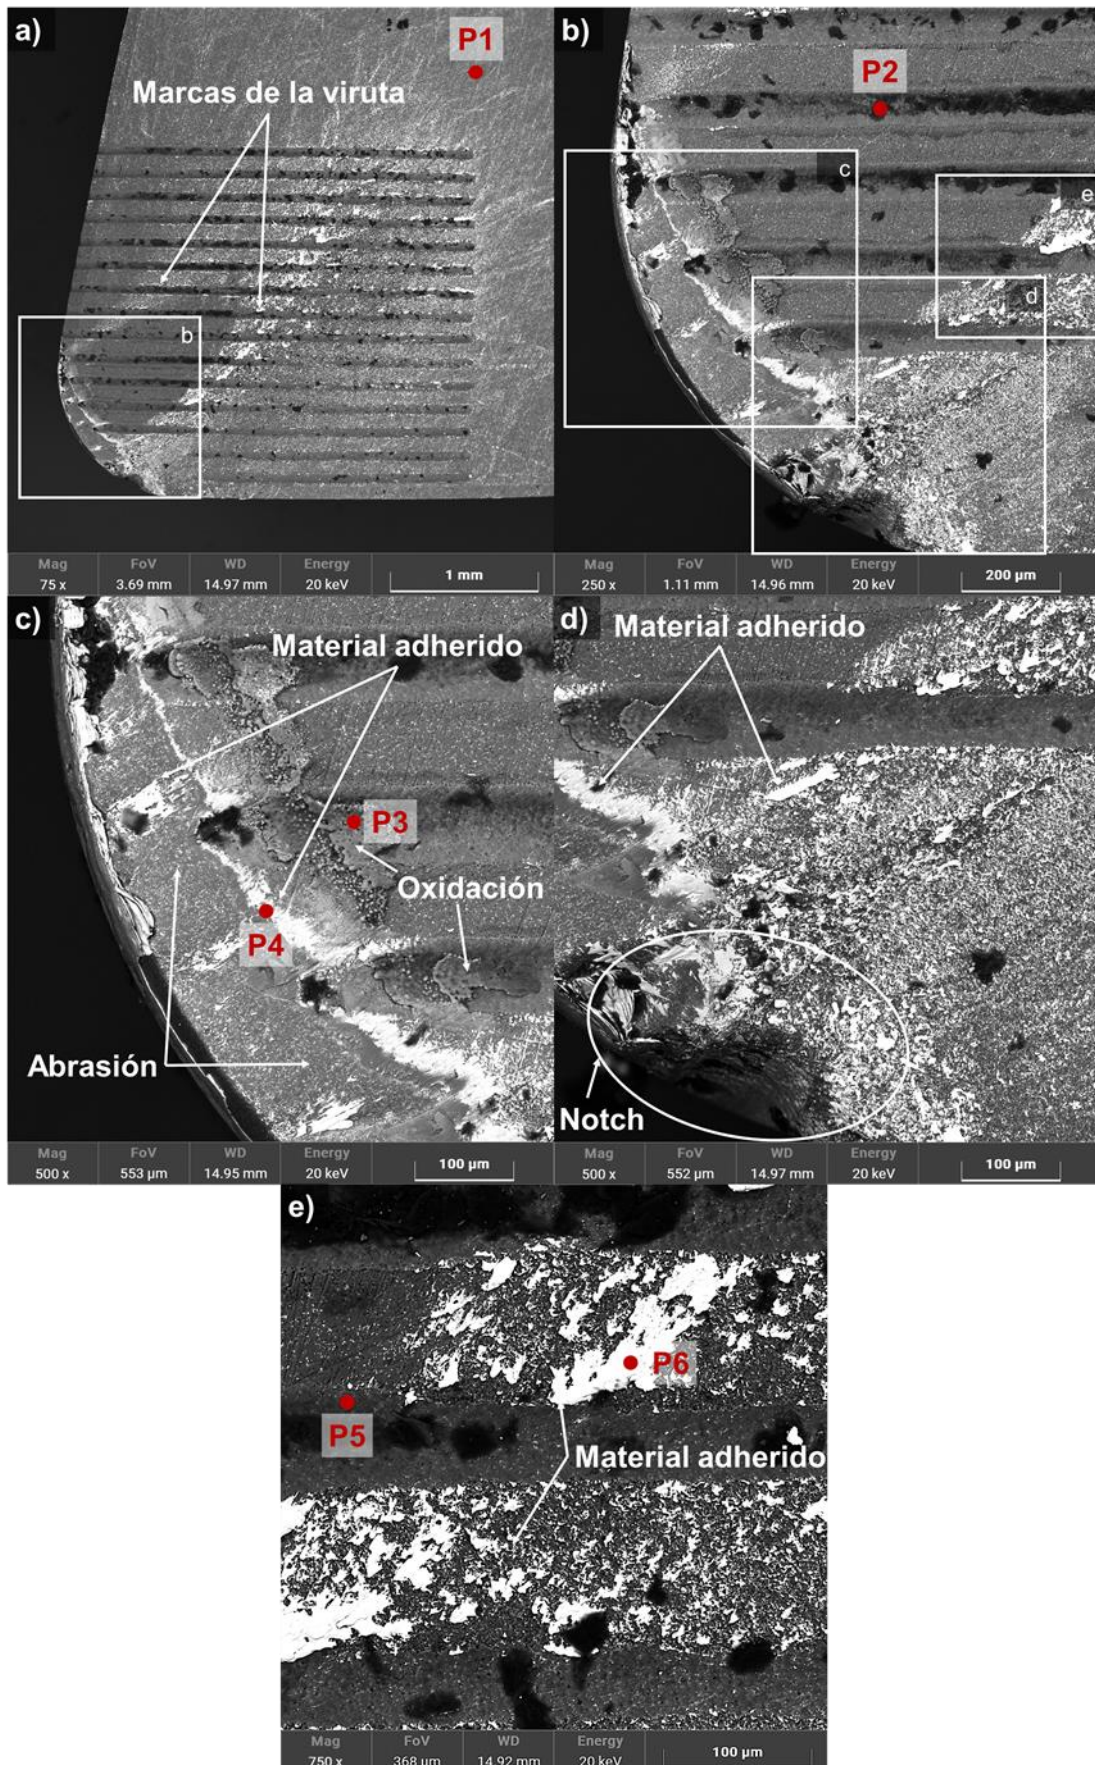 a)
P1
Marcas de la viruta
b
Mag FoV WD Energy
75 x 3.69 mm 14.97 mm 20 keV 1 mm
b)
P2
c
e
d
Mag FoV WD Energy
250 x 1.11 mm 14.96 mm 20 keV 200 µm
c)
Material adherido
P3
Oxidación
P4
Abrasión
Mag FoV WD Energy
500 x 553 µm 14.95 mm 20 keV 100 µm
d)
Material adherido
Notch
Mag FoV WD Energy
500 x 552 µm 14.97 mm 20 keV 100 µm
e)
P6
P5
Material adherido
Mag FoV WD Energy
750 x 368 µm 14.92 mm 20 keV 100 µm